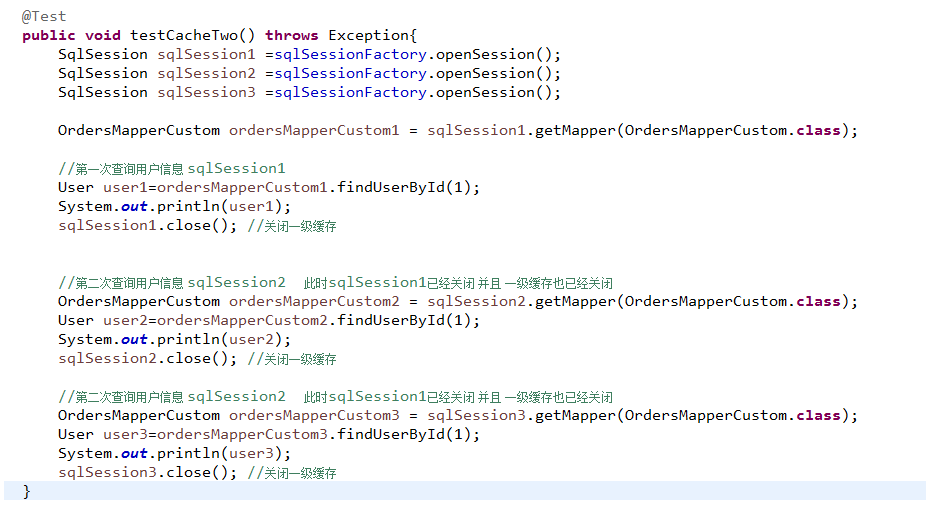 @Test
public void testCacheTwo() throws Exception{
SqlSession sqlSession1 =sqlSessionFactory.openSession();
SqlSession sqlSession2 =sqlSessionFactory.openSession();
SqlSession sqlSession3 =sqlSessionFactory.openSession();
OrdersMapperCustom ordersMapperCustom1 = sqlSession1.getMapper(OrdersMapperCustom.class);
//第一次查询用户信息 sqlSession1
User user1=ordersMapperCustom1.findUserById(1);
System.out.println(user1);
sqlSession1.close(); //关闭一级缓存
//第二次查询用户信息 sqlSession2 此时sqlSession1已经关闭 并且 一级缓存也已经关闭
OrdersMapperCustom ordersMapperCustom2 = sqlSession2.getMapper(OrdersMapperCustom.class);
User user2=ordersMapperCustom2.findUserById(1);
System.out.println(user2);
sqlSession2.close(); //关闭一级缓存
//第二次查询用户信息 sqlSession2 此时sqlSession1已经关闭 并且 一级缓存也已经关闭
OrdersMapperCustom ordersMapperCustom3 = sqlSession3.getMapper(OrdersMapperCustom.class);
User user3=ordersMapperCustom3.findUserById(1);
System.out.println(user3);
sqlSession3.close(); //关闭一级缓存
}